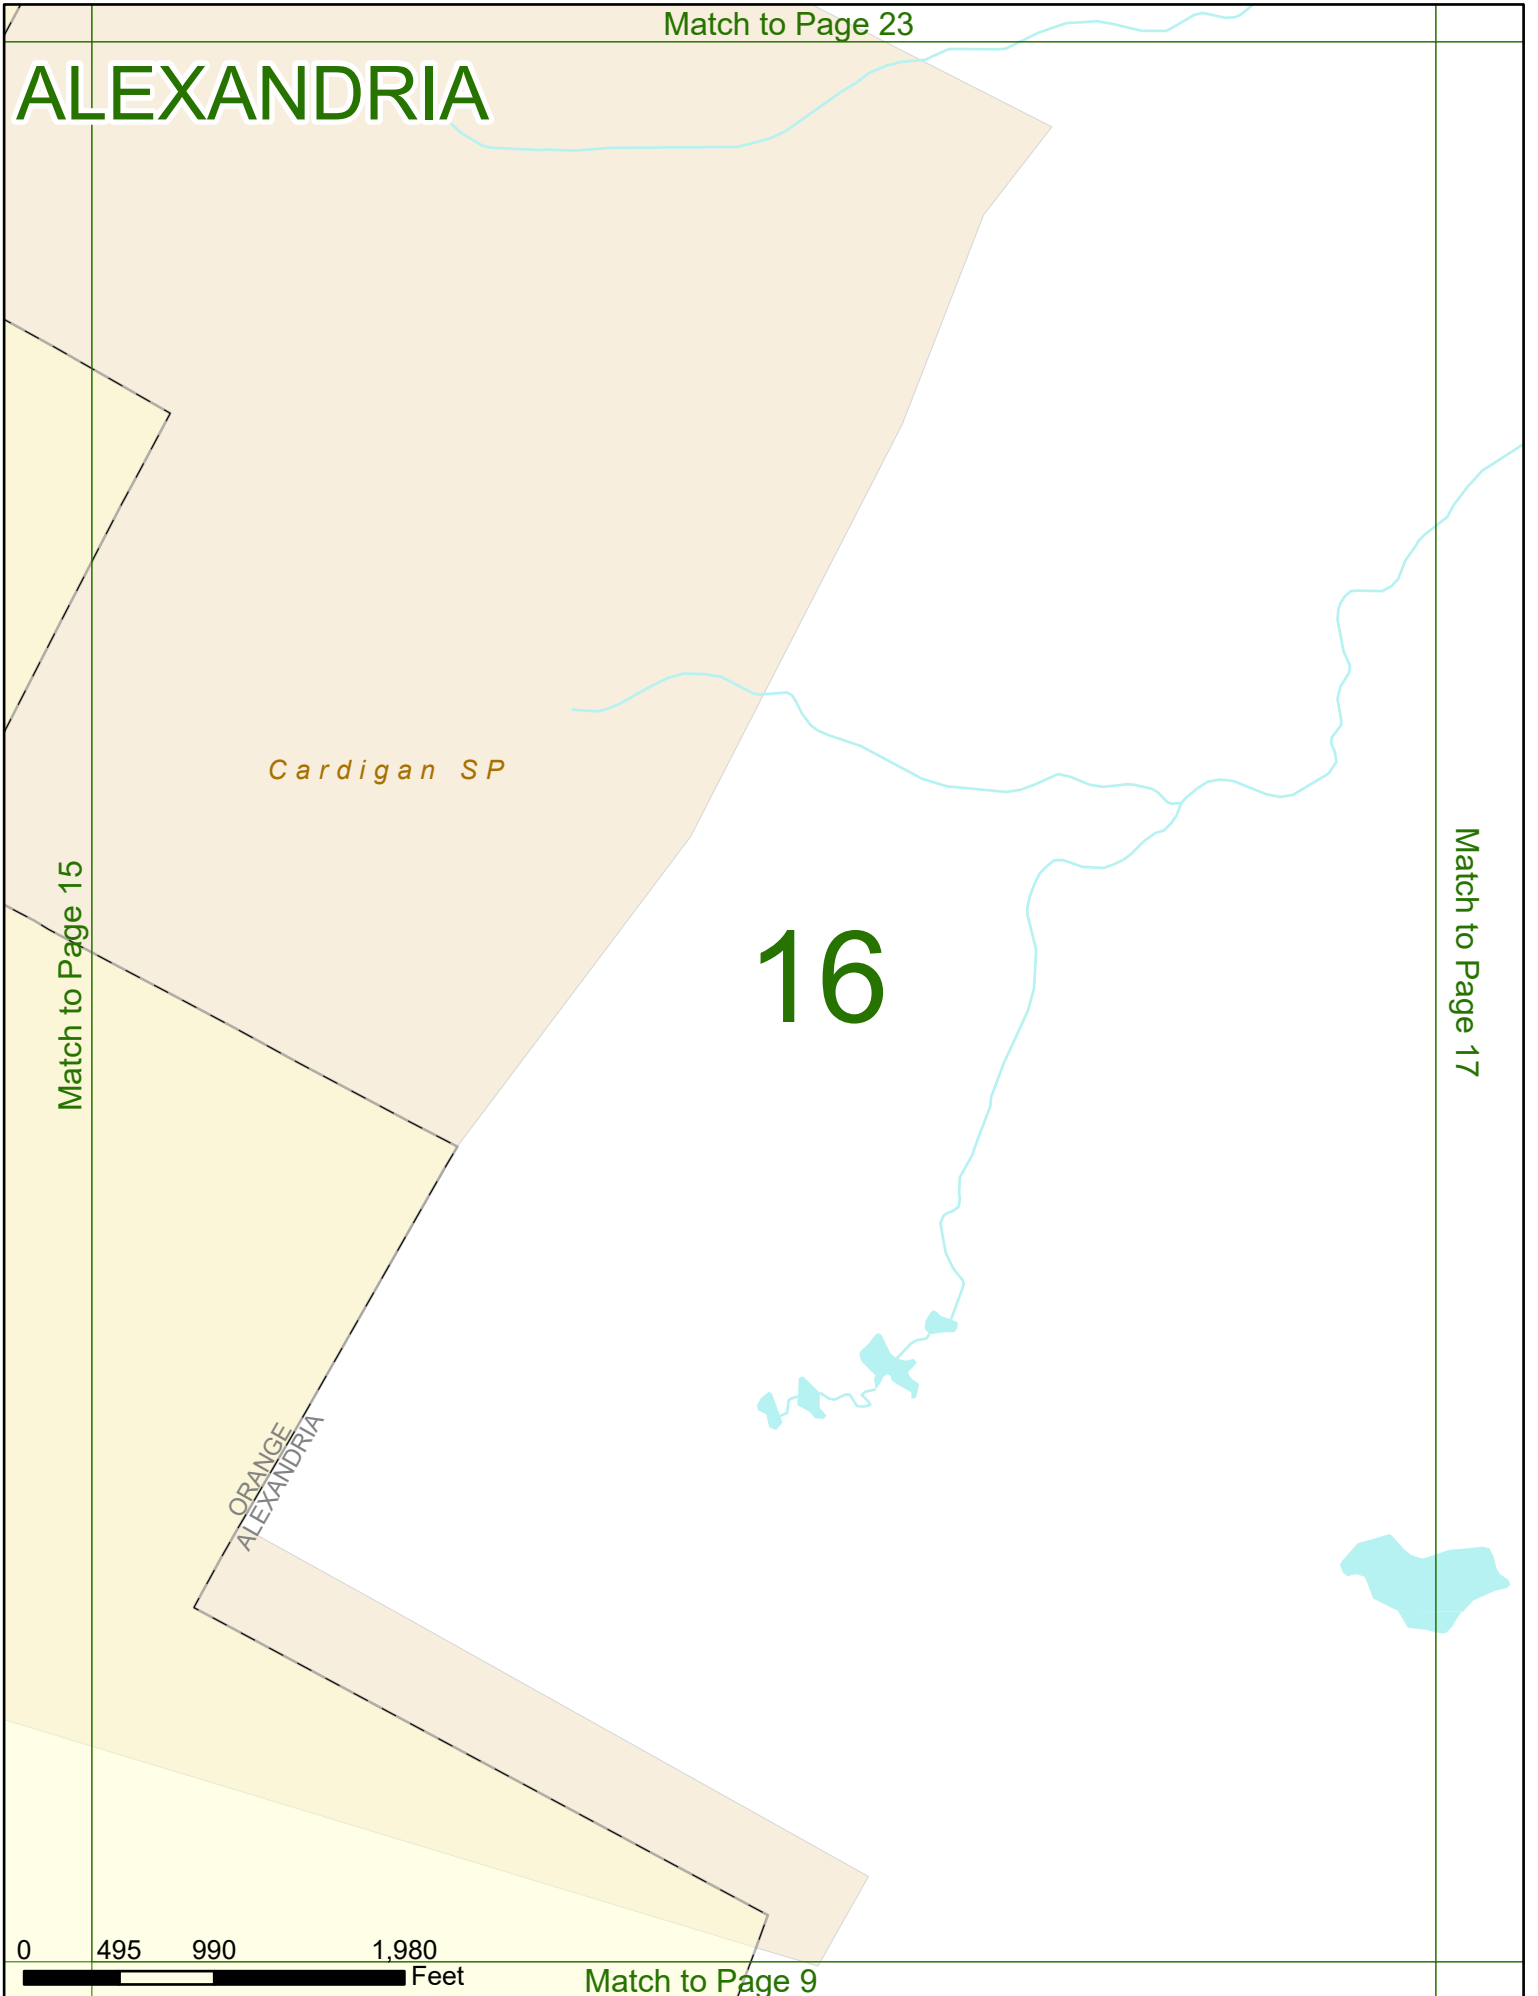 Match to Page 23
ALEXANDRIA
Cardigan SP
Match to Page 15
16
Match to Page 17
ORANGE
ALEXANDRIA
0 495 990 1,980
Feet
Match to Page 9